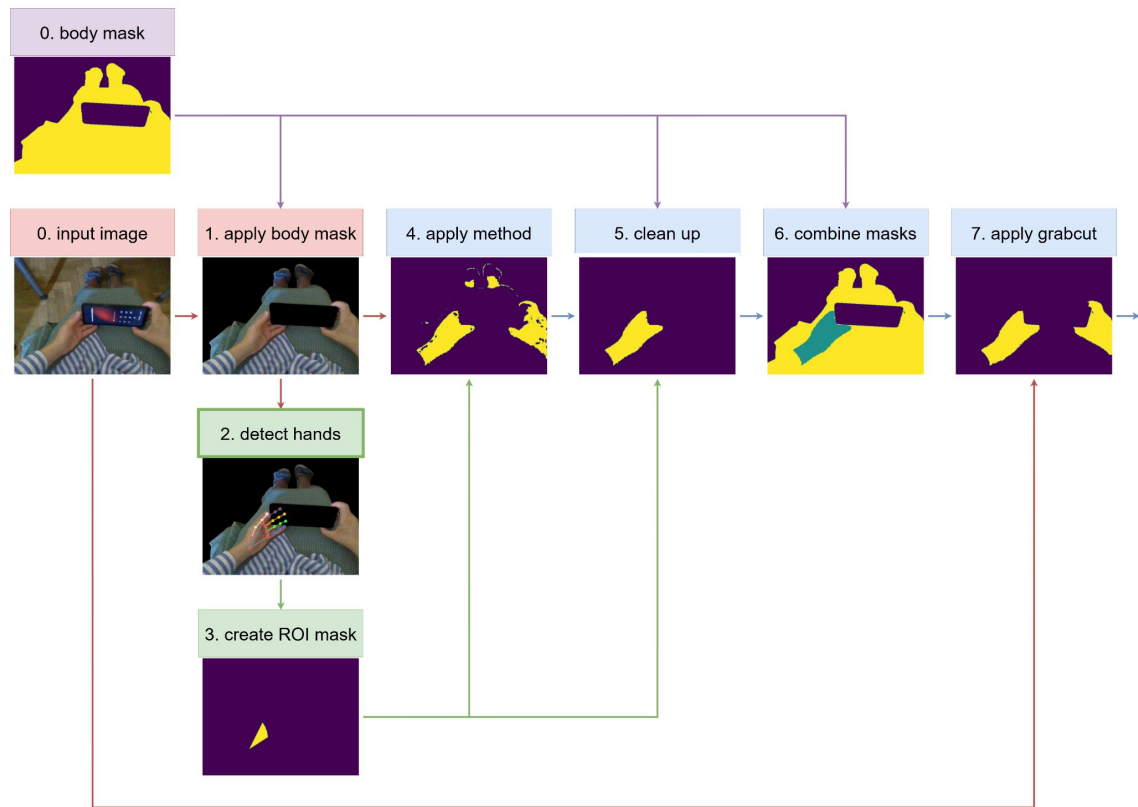 0. body mask
0. input image
1. apply body mask
4. apply method
5. clean up
6. combine masks
7. apply grabcut
2. detect hands
3. create ROI mask